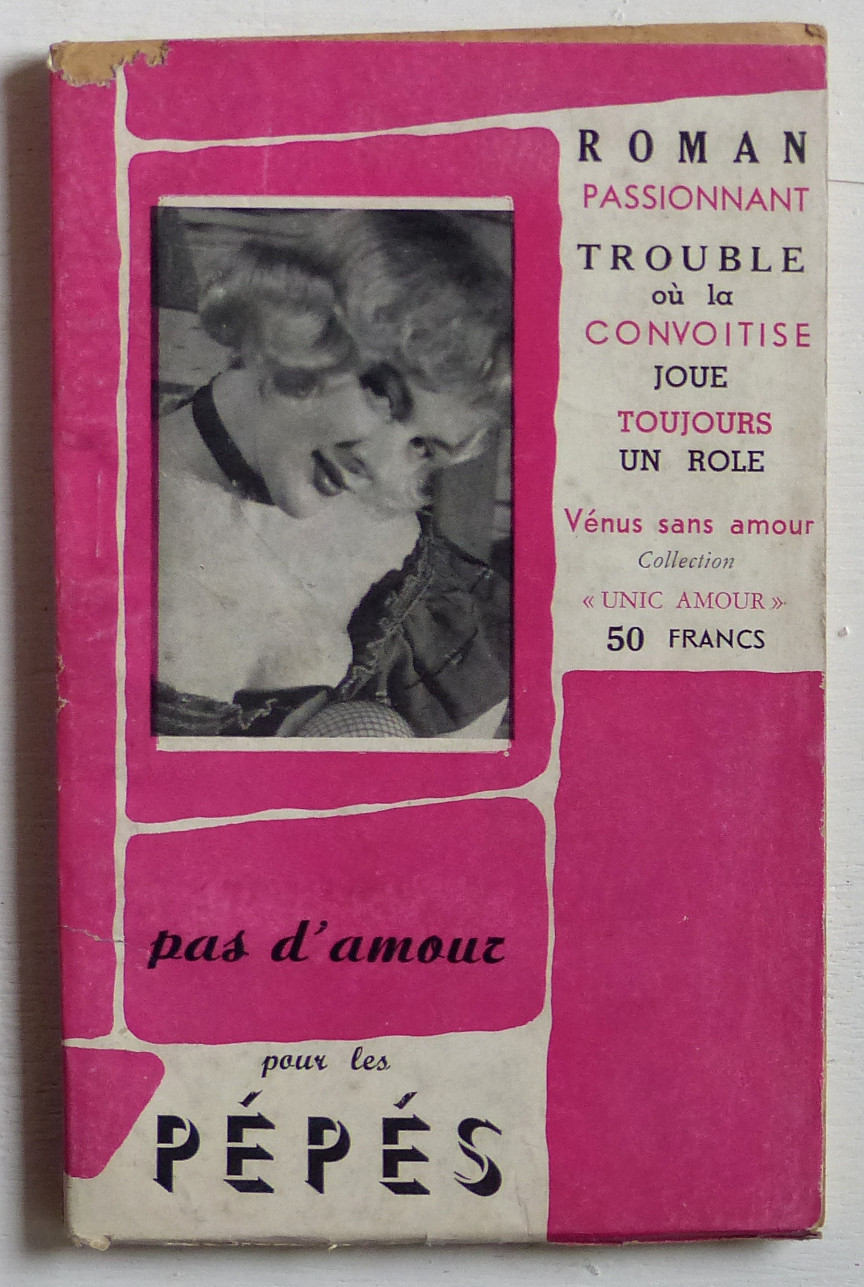 ROMAN
PASSIONNANT
TROUBLE
où la
CONVOITISE
JOUE
TOUJOURS
UN ROLE
Vénus sans amour
Collection
« UNIC AMOUR »
50 FRANCS
pas d'amour
pour les
PÉPÉS